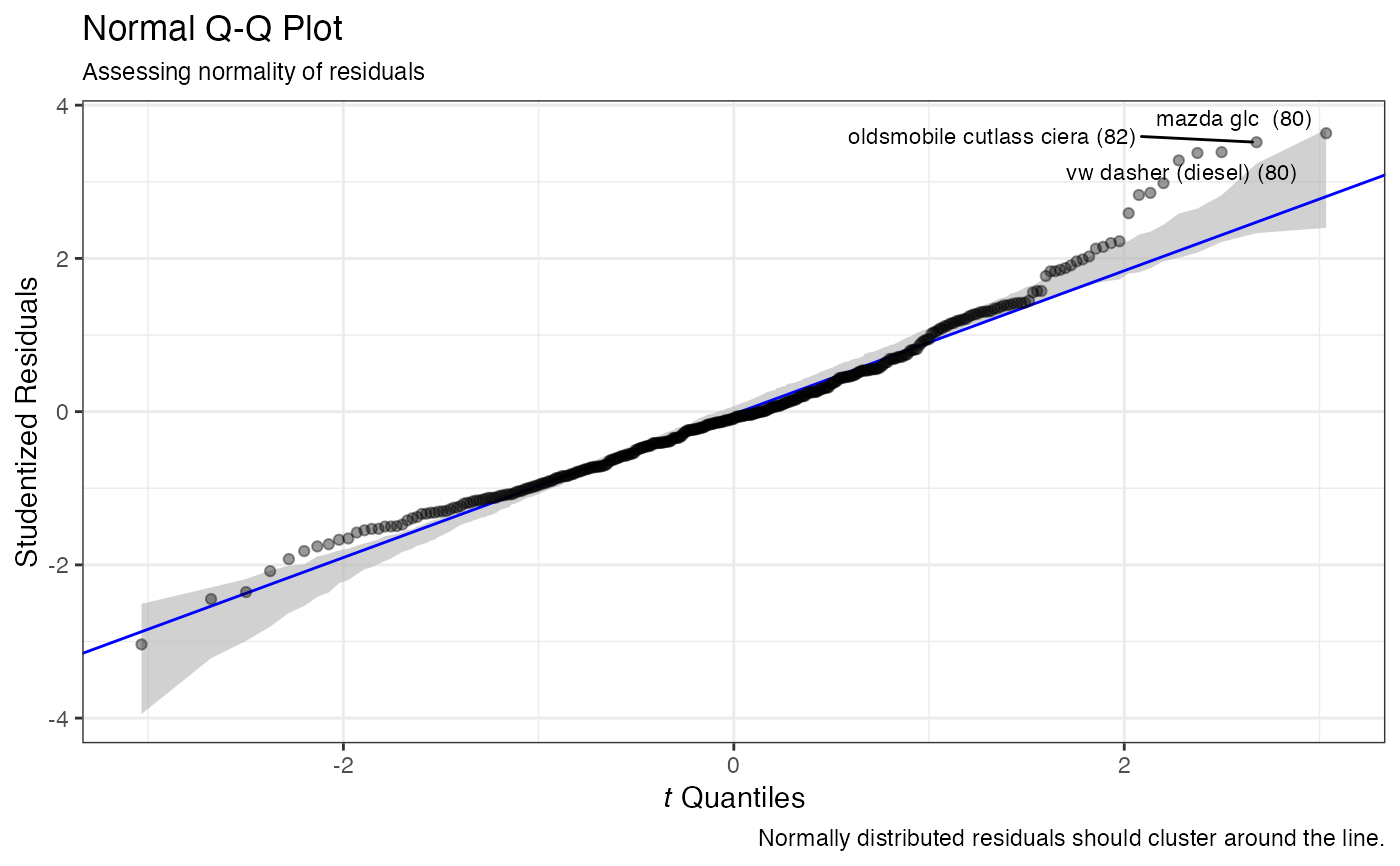 Normal Q-Q Plot
Assessing normality of residuals
4
2
0
-2
-4
Studentized Residuals
mazda glc  (80)
oldsmobile cutlass ciera (82)
vw dasher (diesel) (80)
-2
0
2
t Quantiles
Normally distributed residuals should cluster around the line.